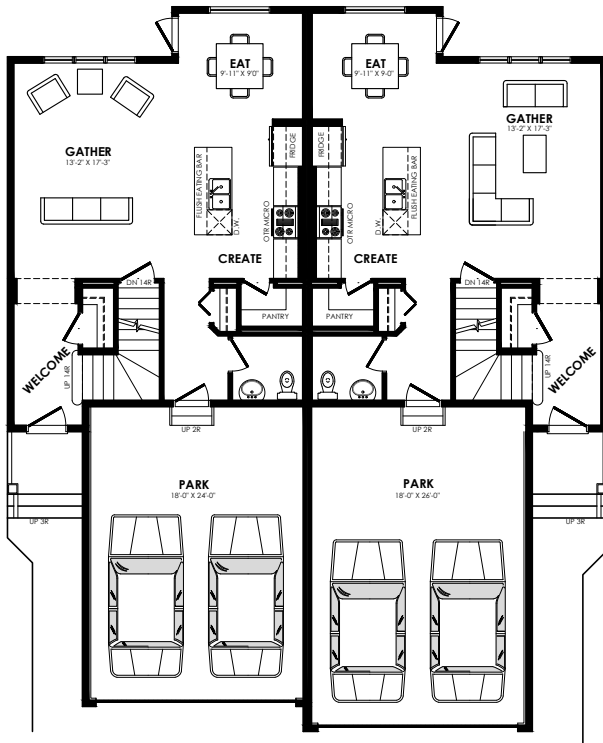 EAT
9'-11" X 9'0"
EAT
9'-11" X 9-0"
GATHER
13'-2" X 17'-3"
GATHER
13'-2" X 17'-3"
FRIDGE
FRIDGE
FLUSH EATING BAR
FLUSH EATING BAR
D.W.
D.W.
OTR MICRO
OTR MICRO
CREATE
CREATE
DN 14R
DN 14R
PANTRY
PANTRY
WELCOME
WELCOME
UP 14R
UP 14R
UP 2R
UP 2R
PARK
18'-0" X 24'-0"
PARK
18'-0" X 26'-0"
UP 3R
UP 3R